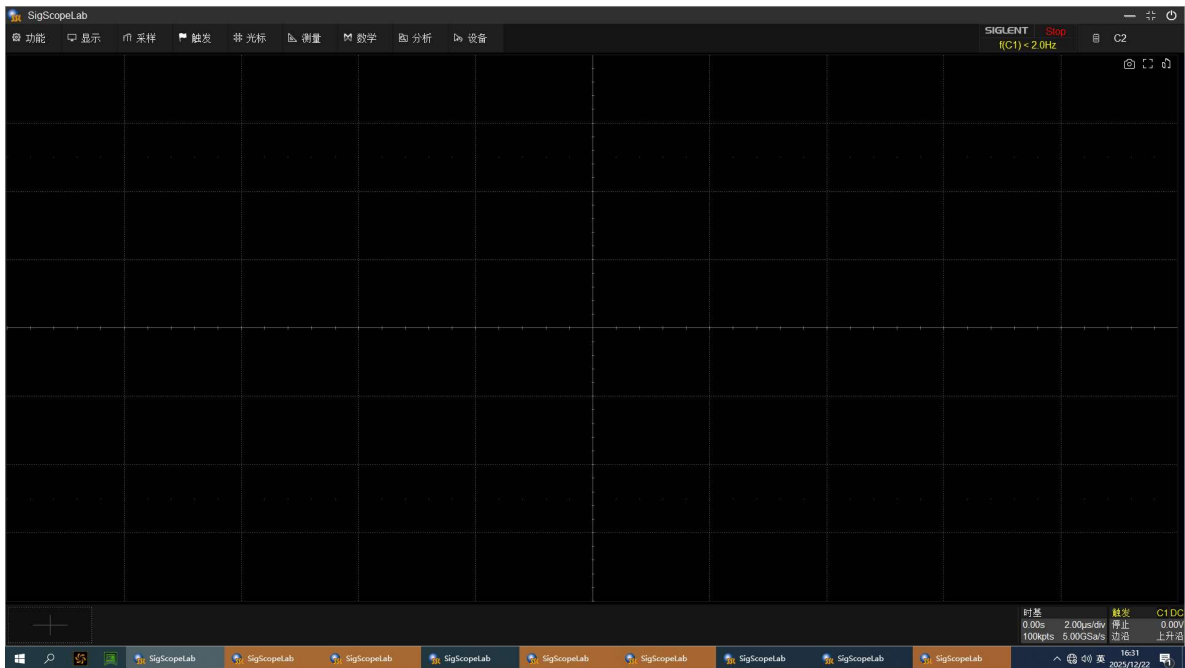 SigScopeLab
功能 显示 采样 触发 光标 测量 数学 分析 设备
SIGLENT Stop
f(C1) < 2.0Hz
C2
时基
0.00s 2.00μs/div
100kpts 5.00GSa/s
触发 C1 DC
停止 0.00V
边沿 上升沿
SigScopeLab SigScopeLab SigScopeLab SigScopeLab SigScopeLab SigScopeLab SigScopeLab SigScopeLab SigScopeLab
英
16:31
2025/12/22